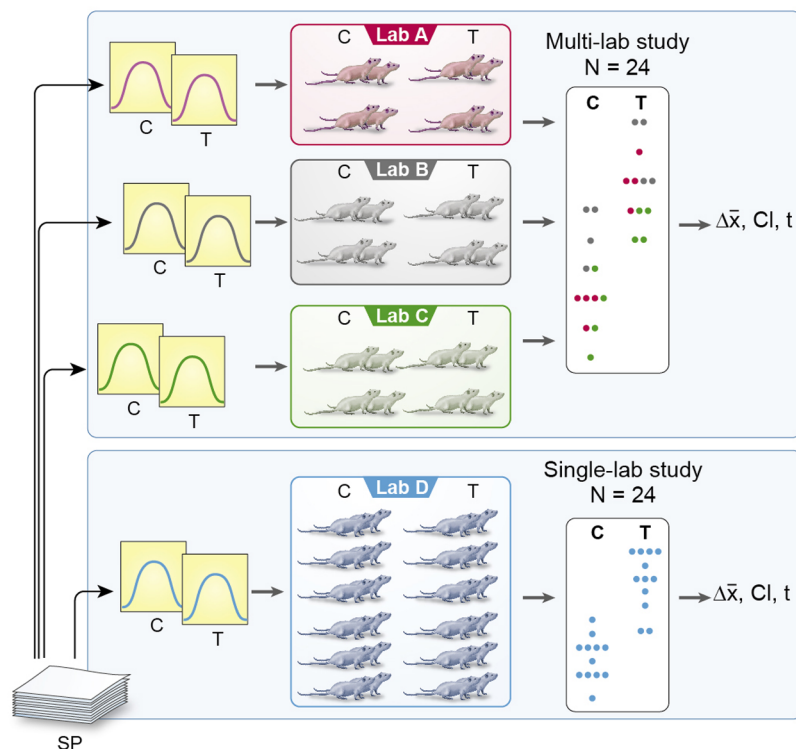 C Lab A T
Multi-lab study
N = 24
C T
C
T
C Lab B T
Δx̄, CI, t
C
T
C Lab C T
C
T
Single-lab study
N = 24
C Lab D T
C T
C
T
Δx̄, CI, t
SP